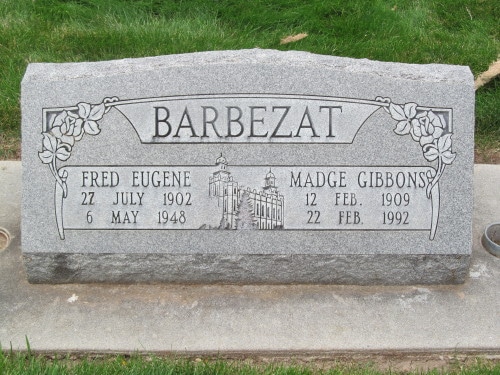 BARBEZAT
FRED EUGENE
27 JULY 1902
6 MAY 1948
MADGE GIBBONS
12 FEB. 1909
22 FEB. 1992